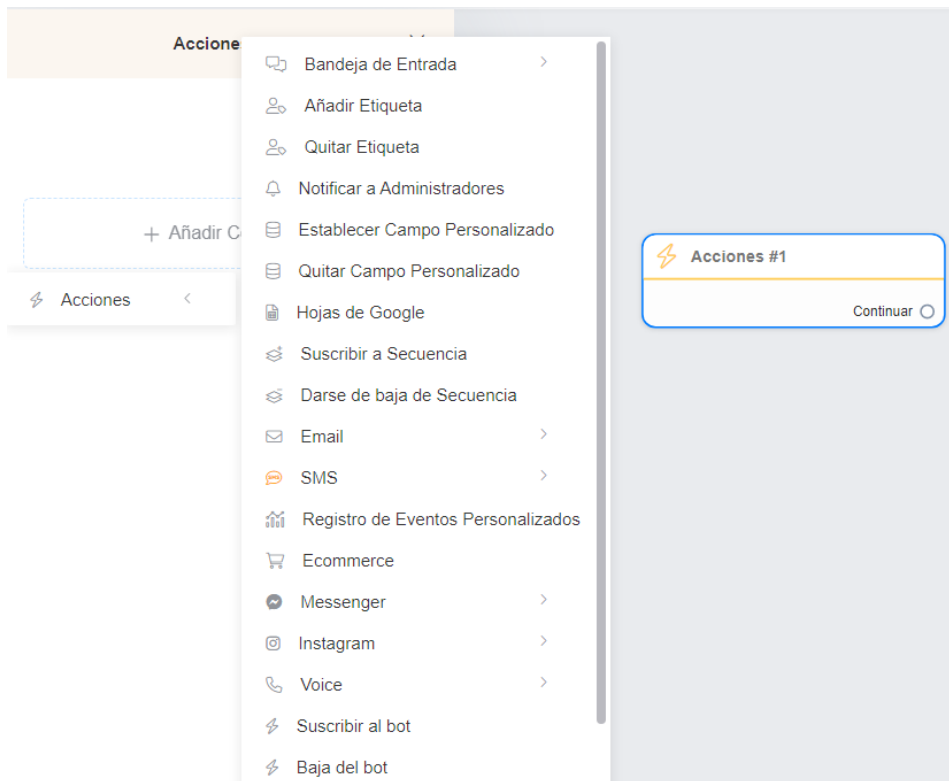 Accione
Bandeja de Entrada
Añadir Etiqueta
Quitar Etiqueta
Notificar a Administradores
Establecer Campo Personalizado
+ Añadir C
Quitar Campo Personalizado
Acciones #1
Acciones
Hojas de Google
Continuar
Suscribir a Secuencia
Darse de baja de Secuencia
Email
SMS
SMS
Registro de Eventos Personalizados
Ecommerce
Messenger
Instagram
Voice
Suscribir al bot
Baja del bot